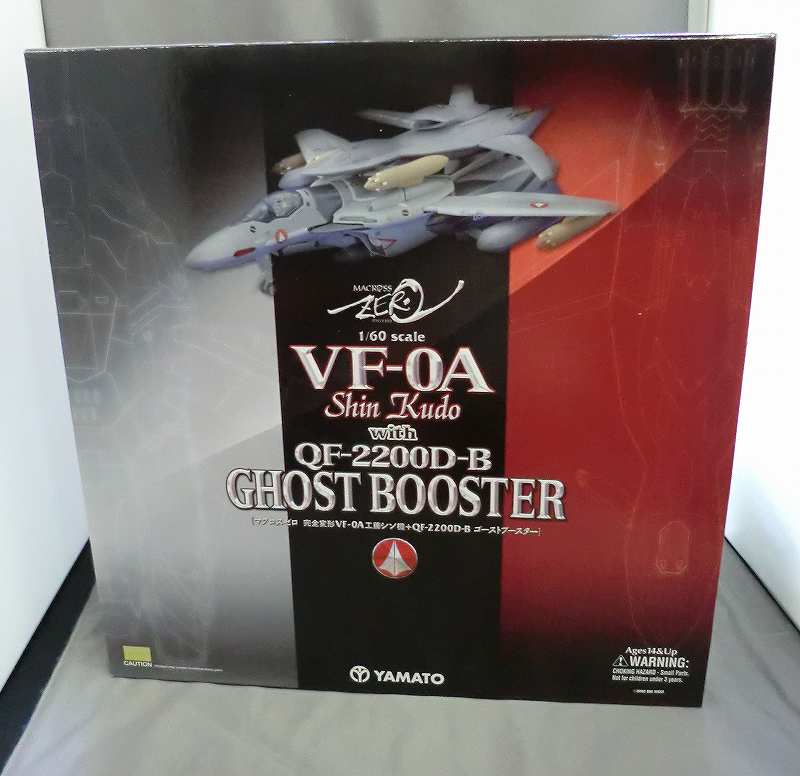 MACROSS
ZERO
1/60 scale
VF-0A
Shin Kudo
with
QF-2200D-B
GHOST BOOSTER
[マクロスゼロ 完全変形VF-0A工藤シン機+QF-2200D-B ゴーストブースター]
CAUTION
YAMATO
Ages14&Up
WARNING:
CHOKING HAZARD - Small Parts.
Not for children under 3 years.